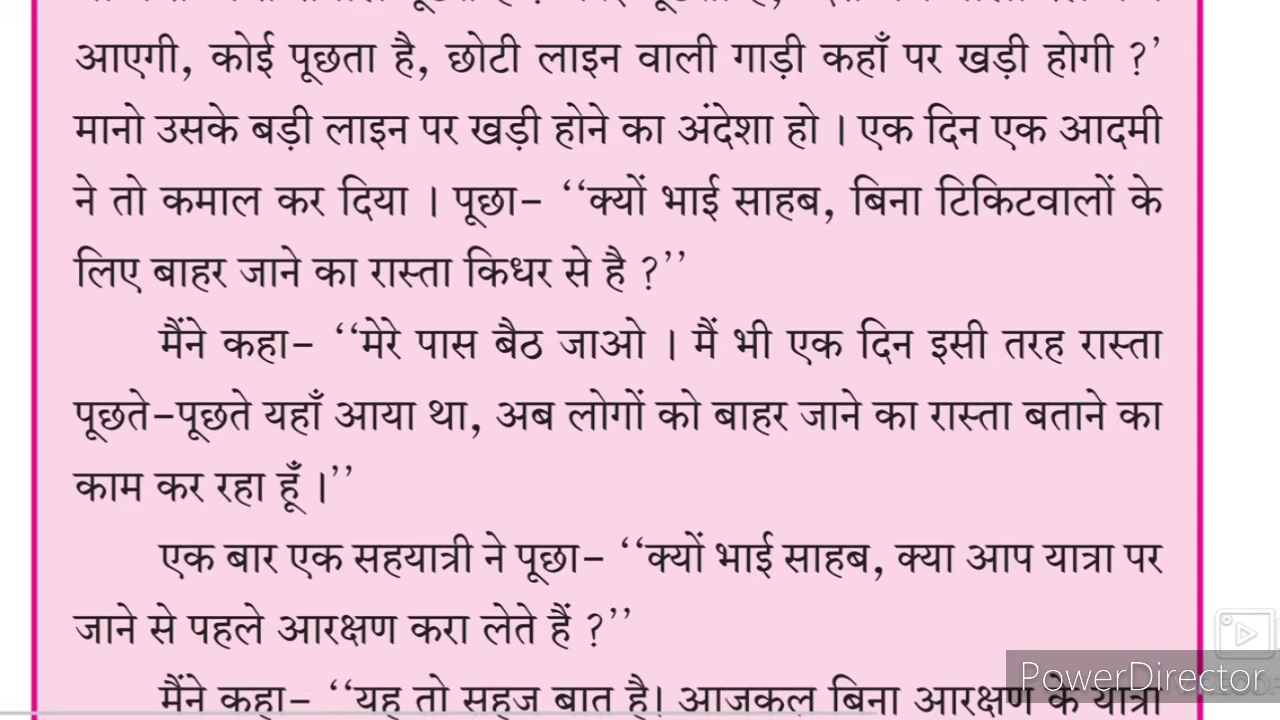 आएगी, कोई पूछता है, छोटी लाइन वाली गाड़ी कहाँ पर खड़ी होगी ?’
मानो उसके बड़ी लाइन पर खड़ी होने का अंदेशा हो । एक दिन एक आदमी
ने तो कमाल कर दिया । पूछा- ‘‘क्यों भाई साहब, बिना टिकिटवालों के
लिए बाहर जाने का रास्ता किधर से है ?’’
मैंने कहा- ‘‘मेरे पास बैठ जाओ । मैं भी एक दिन इसी तरह रास्ता
पूछते-पूछते यहाँ आया था, अब लोगों को बाहर जाने का रास्ता बताने का
काम कर रहा हूँ ।’’
एक बार एक सहयात्री ने पूछा- ‘‘क्यों भाई साहब, क्या आप यात्रा पर
जाने से पहले आरक्षण करा लेते हैं ?’’
मैंने कहा- ‘‘यह तो सहज बात है। आजकल बिना आरक्षण के यात्रा
PowerDirector